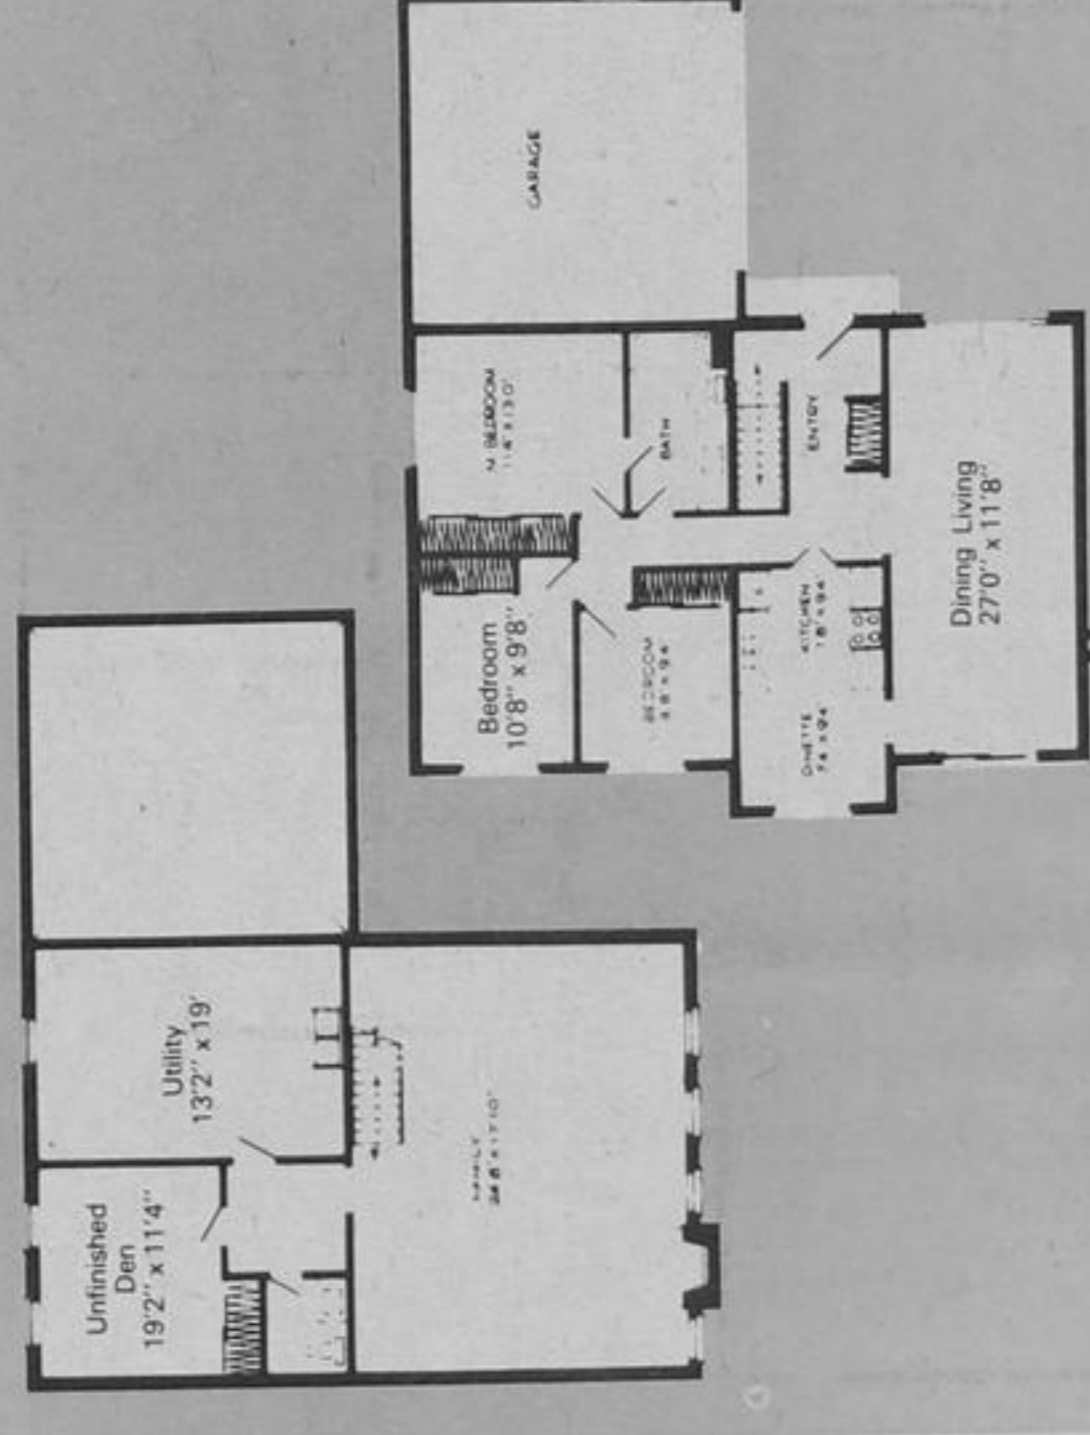 GARAGE
BEDROOM
BATH
ENTRY
Bedroom
10'8" x 9'8"
BEDROOM
KITCHEN
DINETTE
Dining Living
27'0" x 11'8"
Utility
13'2" x 19'
Unfinished
Den
19'2" x 11'4"